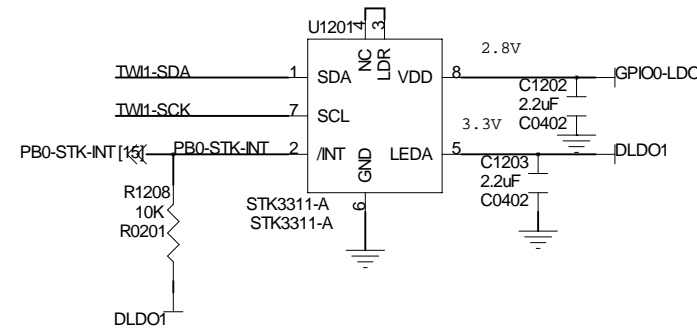 U1201
4
3
NC
LDR
2.8V
TWI1-SDA
1
SDA
VDD
8
GPIO0-LDO
C1202
2.2uF
C0402
TWI1-SCK
7
SCL
3.3V
PB0-STK-INT [15]
PB0-STK-INT
2
/INT
LEDA
5
DLDO1
GND
C1203
2.2uF
C0402
6
R1208
10K
R0201
STK3311-A
STK3311-A
DLDO1